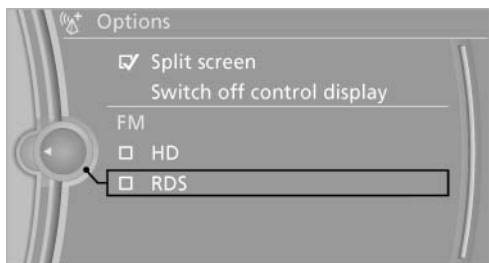 Options
Split screen
Switch off control display
FM
HD
RDS